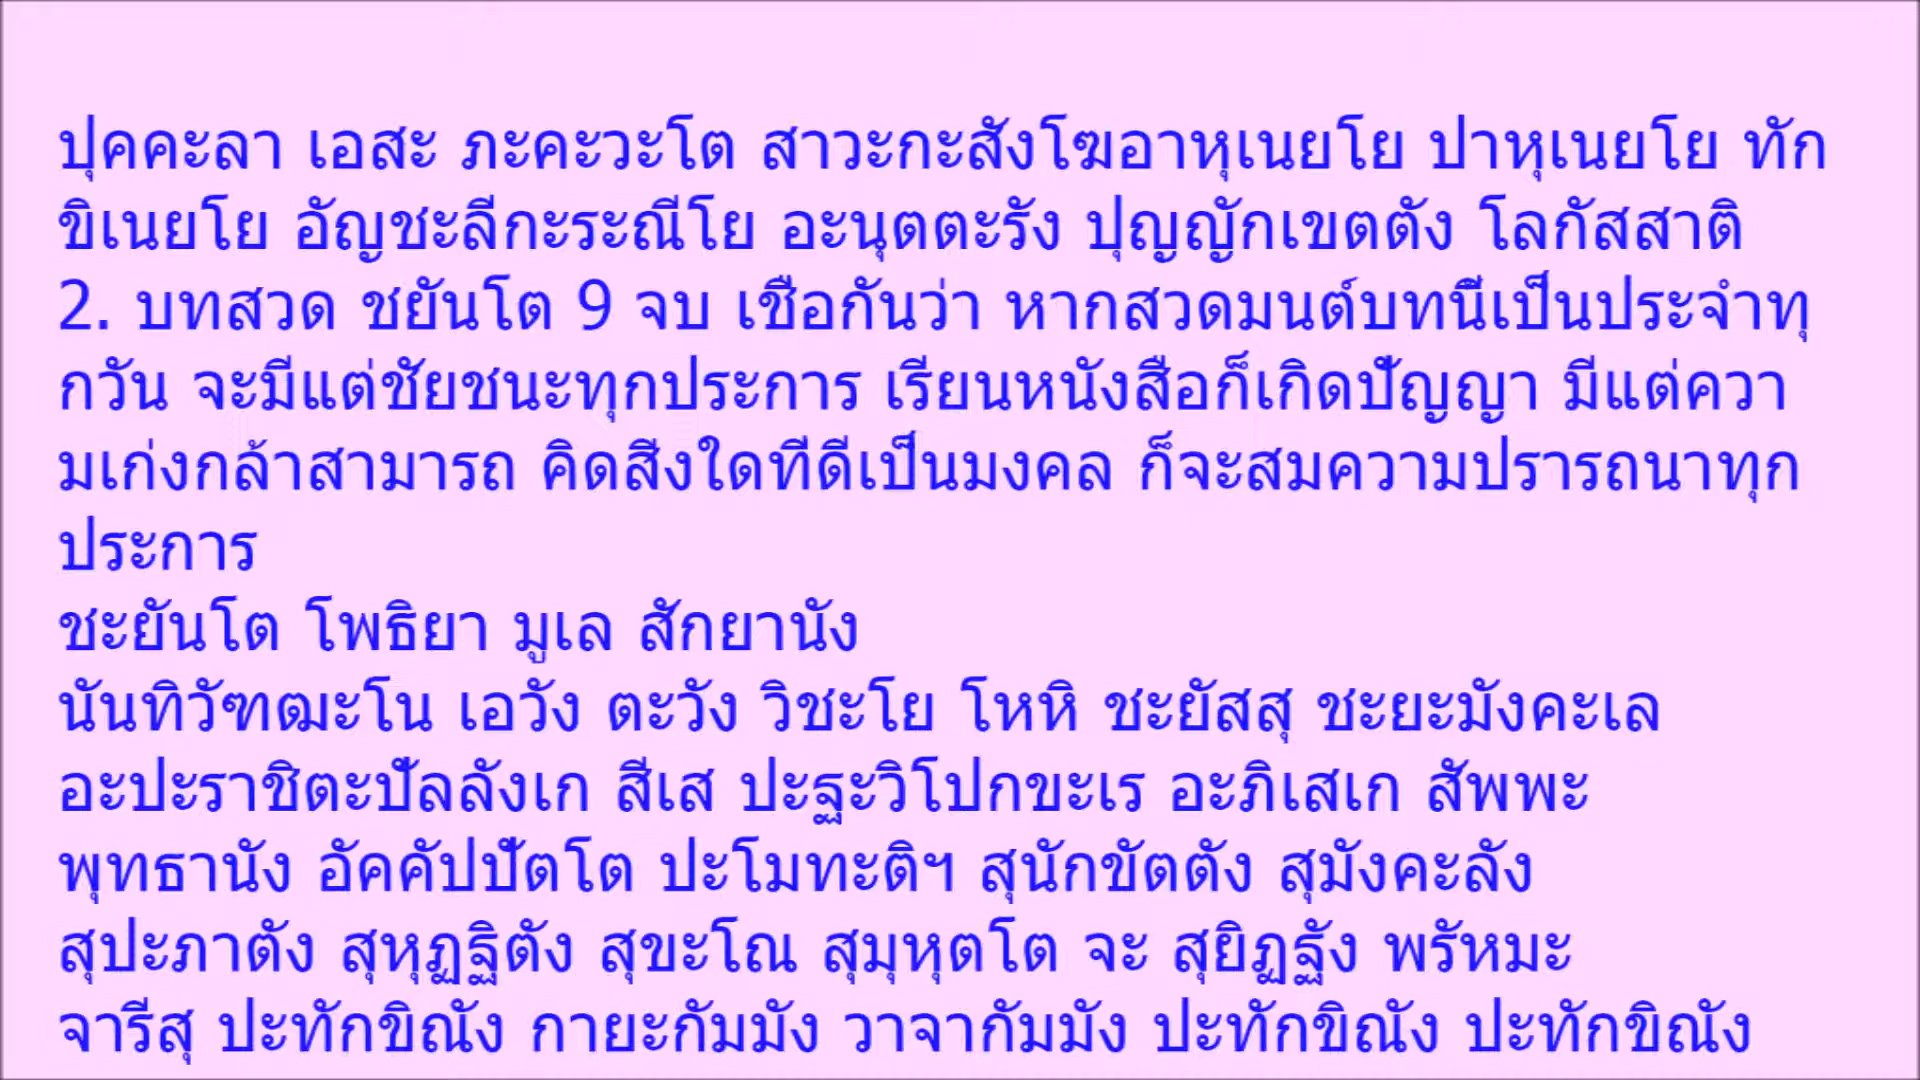 ปุคคะลา เอสะ ภะคะวะโต สาวะกะสังโฆอาหุเนยโย ปาหุเนยโย ทัก
ขิเนยโย อัญชะลีกะระณีโย อะนุตตะรัง ปุญญักเขตตัง โลกัสสาติ
2. บทสวด ชยันโต 9 จบ เชื่อกันว่า หากสวดมนต์บทนี้เป็นประจำทุ
กวัน จะมีแต่ชัยชนะทุกประการ เรียนหนังสือก็เกิดปัญญา มีแต่ควา
มเก่งกล้าสามารถ คิดสิ่งใดที่ดีเป็นมงคล ก็จะสมความปรารถนาทุก
ประการ
ชะยันโต โพธิยา มูเล สักยานัง
นันทิวัฑฒะโน เอวัง ตะวัง วิชะโย โหหิ ชะยัสสุ ชะยะมังคะเล
อะปะราชิตะปัลลังเก สีเส ปะฐะวิโปกขะเร อะภิเสเก สัพพะ
พุทธานัง อัคคัปปัตโต ปะโมทะติฯ สุนักขัตตัง สุมังคะลัง
สุปะภาตัง สุหุฏฐิตัง สุขะโณ สุมุหุตโต จะ สุยิฏฐัง พรัหมะ
จารีสุ ปะทักขิณัง กายะกัมมัง วาจากัมมัง ปะทักขิณัง ปะทักขิณัง